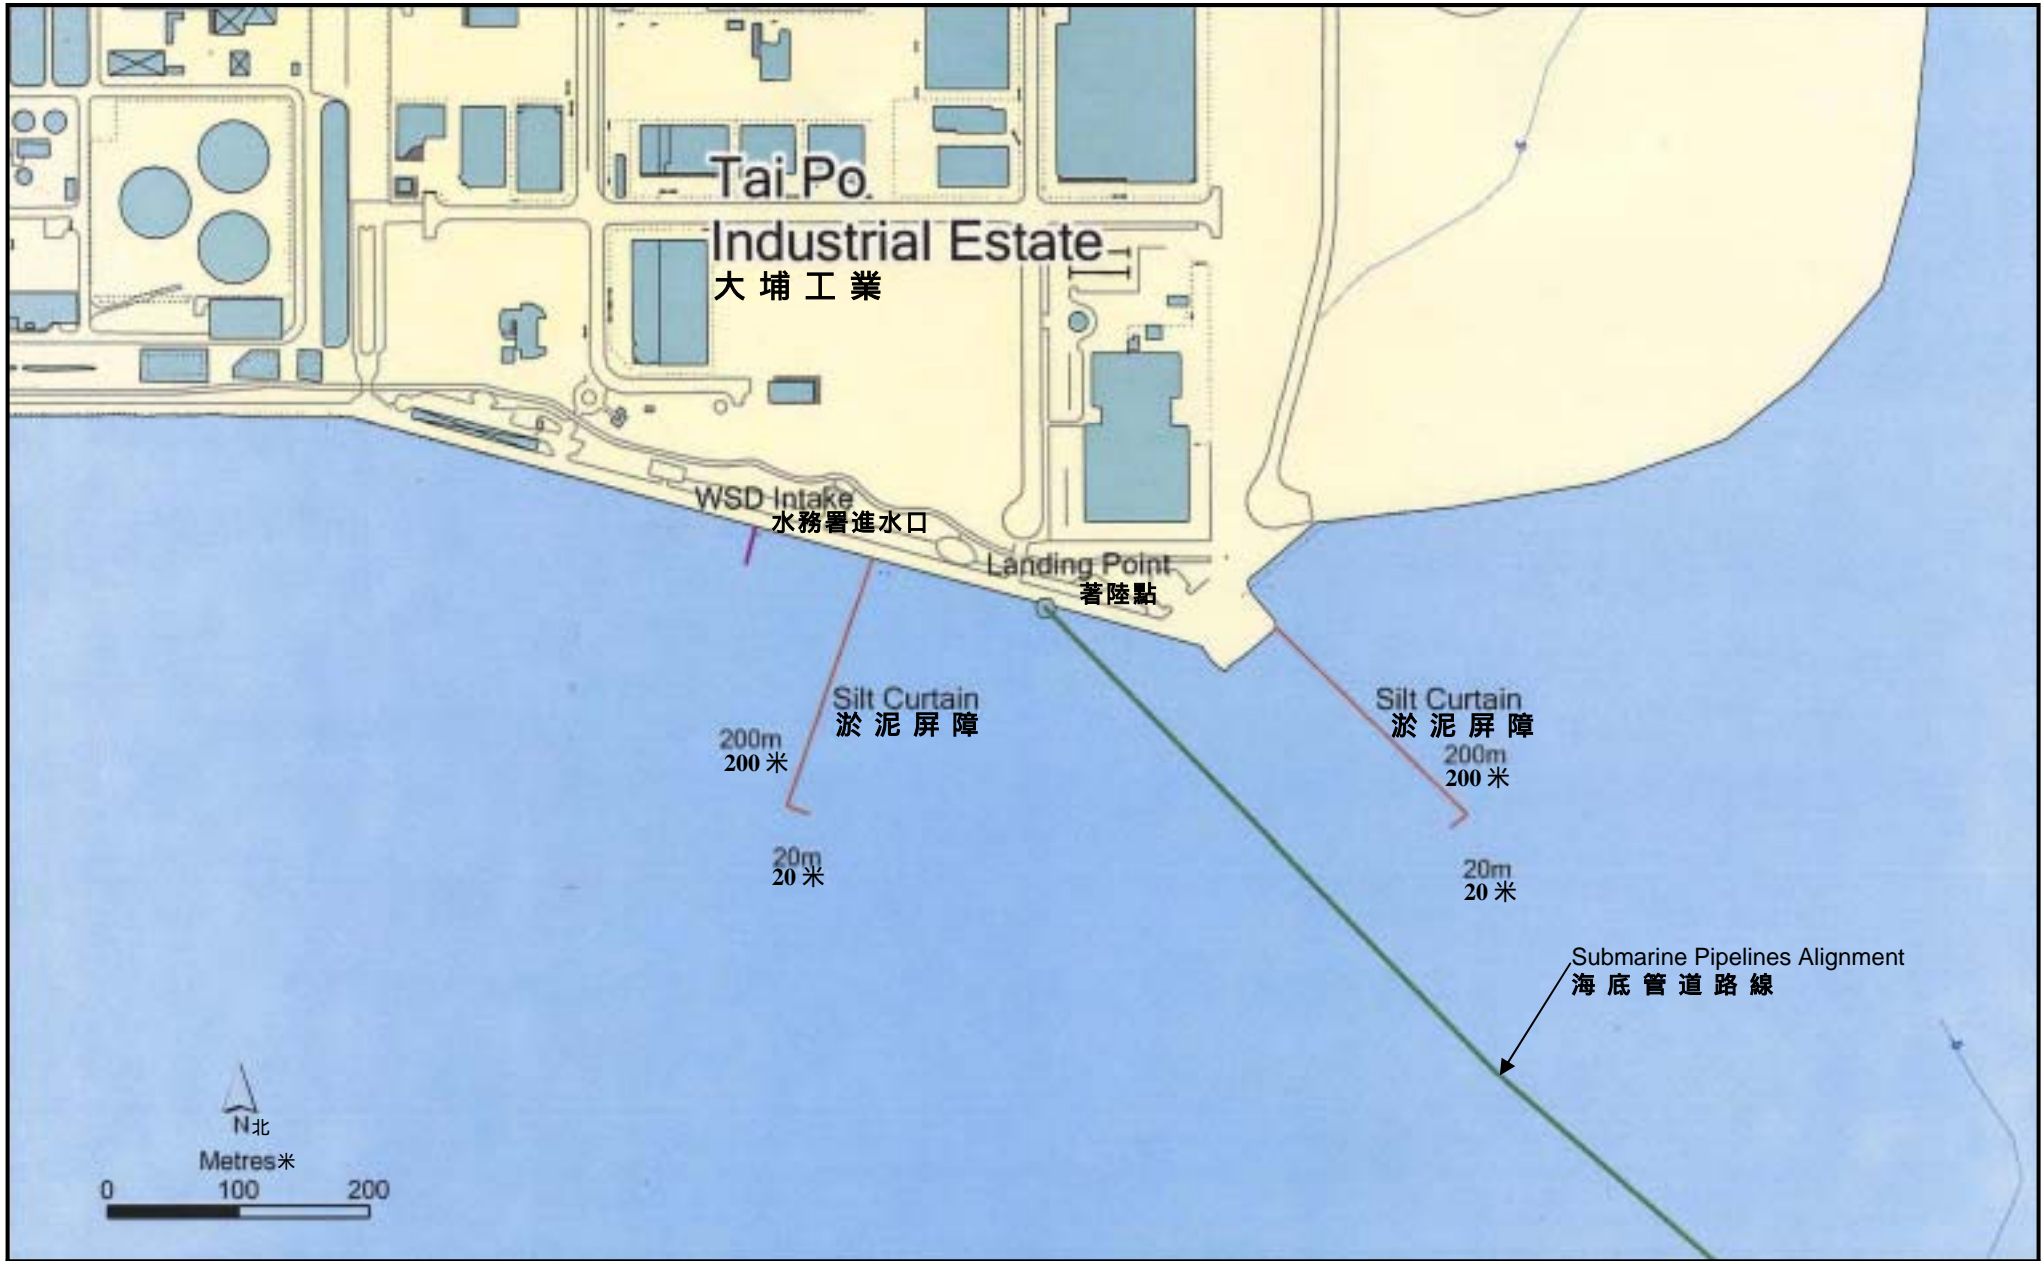 Tai Po
Industrial Estate
大埔工業
WSD Intake
水務署進水口
Landing Point
著陸點
Silt Curtain
淤泥屏障
200m
200 米
20m
20 米
Silt Curtain
淤泥屏障
200m
200 米
20m
20 米
Submarine Pipelines Alignment
海底管道路線
N北
Metres米
0 100 200